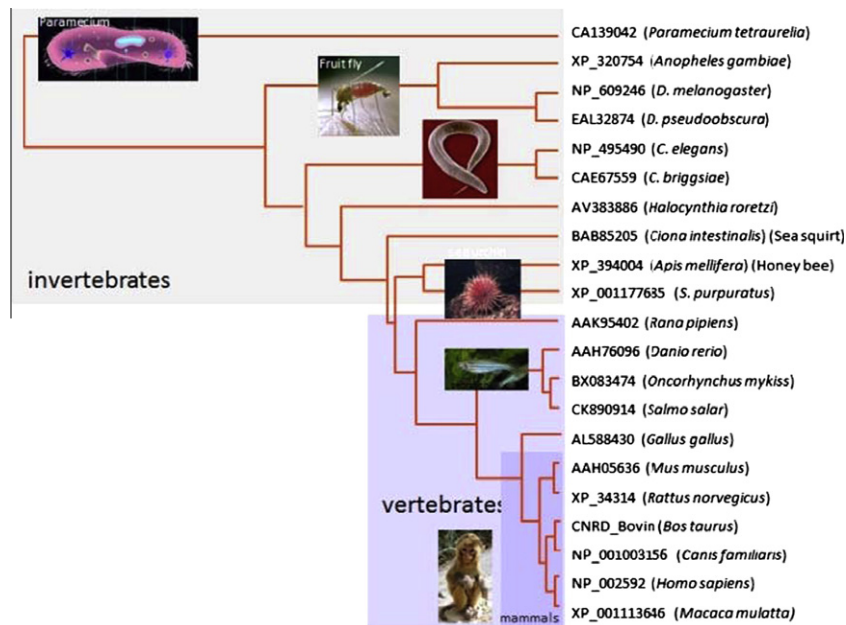 Paramecium
CA139042 (Paramecium tetraurelia)
Fruit fly
XP_320754 (Anopheles gambiae)
NP_609246 (D. melanogaster)
EAL32874 (D. pseudoobscura)
NP_495490 (C. elegans)
CAE67559 (C. briggsiae)
AV383886 (Halocynthia roretzi)
BAB85205 (Ciona intestinalis) (Sea squirt)
XP_394004 (Apis mellifera) (Honey bee)
invertebrates
XP_001177685 (S. purpuratus)
AAK95402 (Rana pipiens)
AAH76096 (Danio rerio)
BX083474 (Oncorhynchus mykiss)
CK890914 (Salmo salar)
AL588430 (Gallus gallus)
AAH05636 (Mus musculus)
XP_34314 (Rattus norvegicus)
vertebrates
CNRD_Bovin (Bos taurus)
NP_001003156 (Canis familiaris)
NP_002592 (Homo sapiens)
mammals
XP_001113646 (Macaca mulatta)